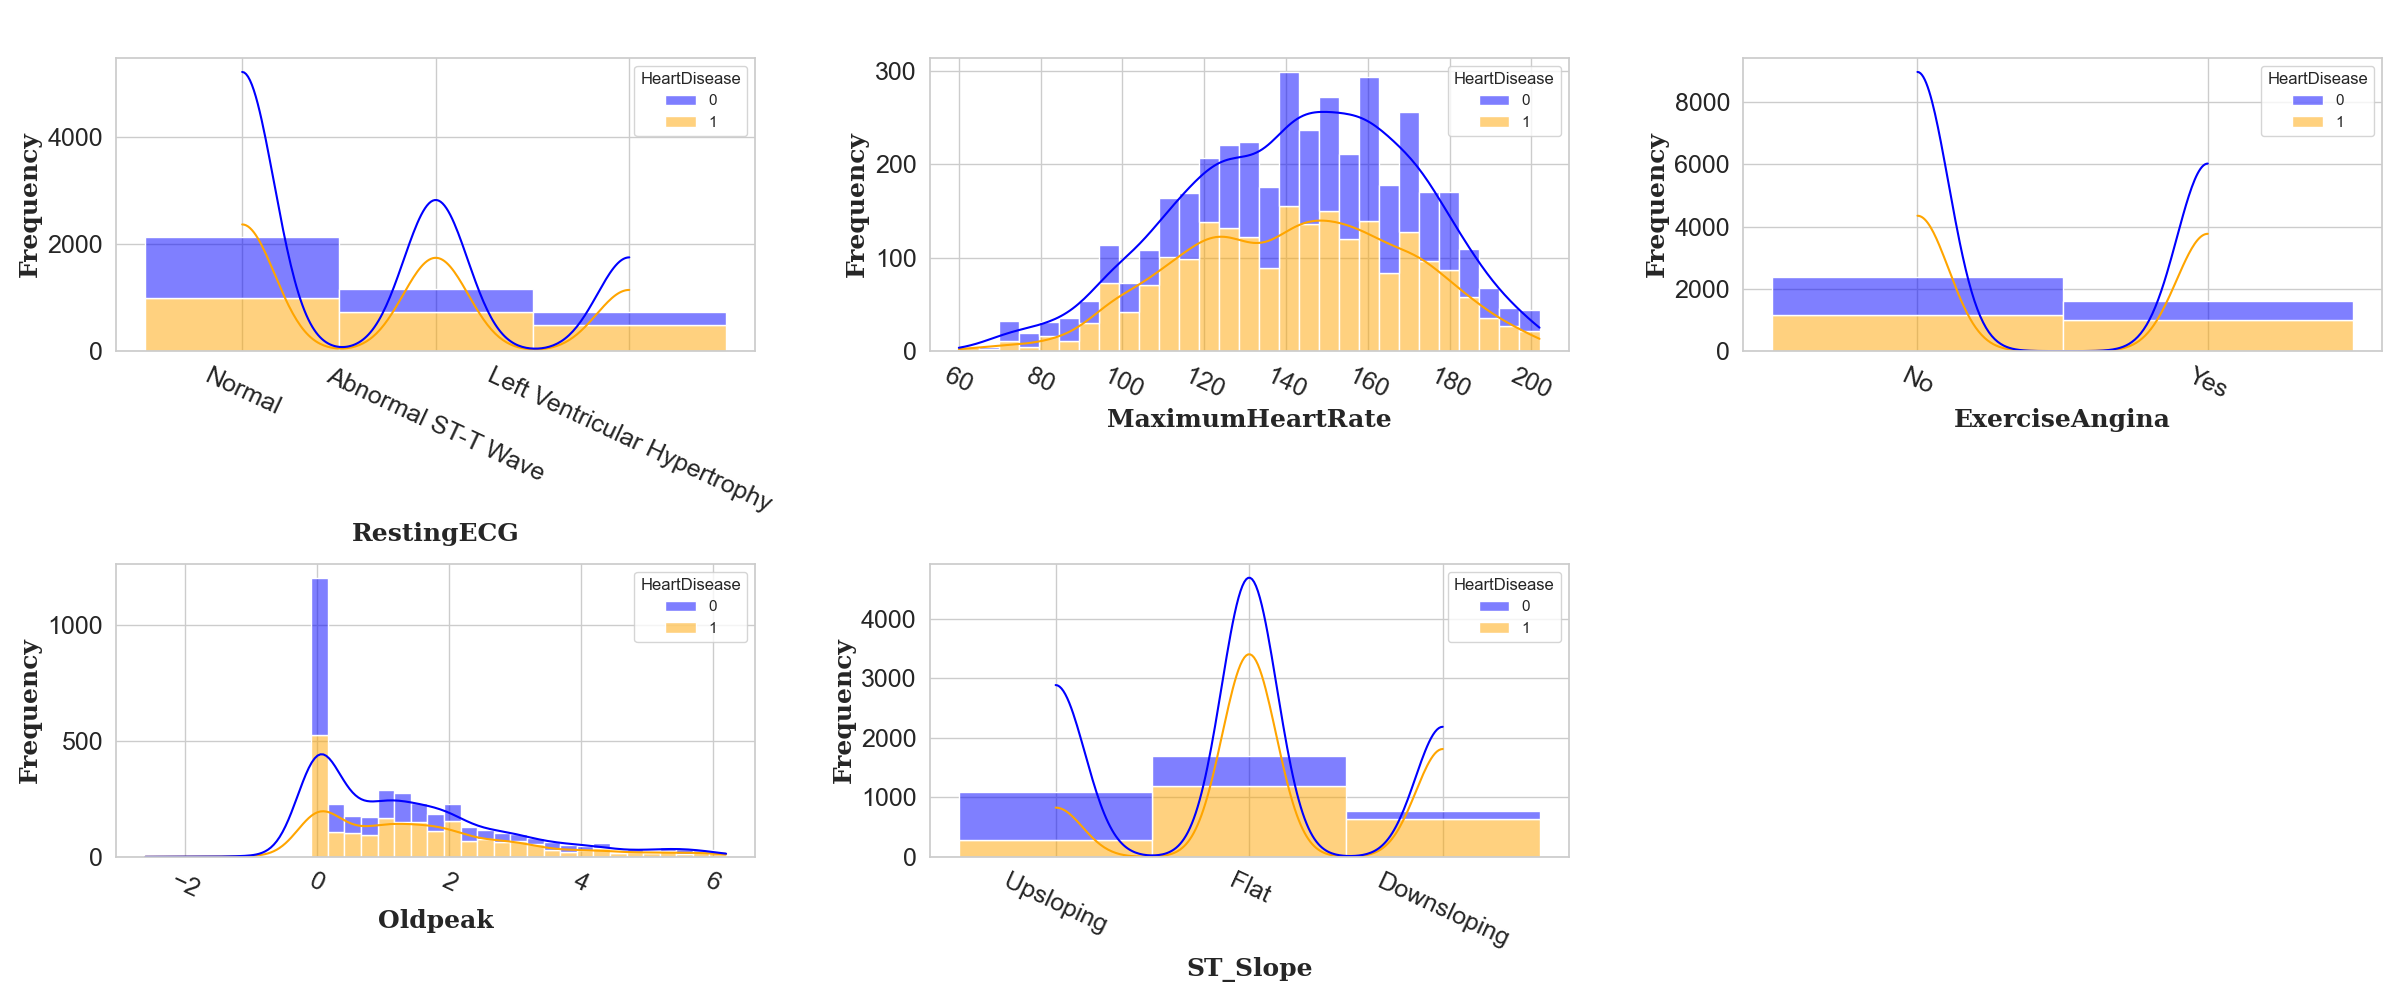 Frequency
4000
2000
0
HeartDisease
0
1
Normal
Abnormal ST-T Wave
Left Ventricular Hypertrophy
RestingECG
Frequency
300
200
100
0
HeartDisease
0
1
60
80
100
120
140
160
180
200
MaximumHeartRate
Frequency
8000
6000
4000
2000
0
HeartDisease
0
1
No
Yes
ExerciseAngina
Frequency
1000
500
0
HeartDisease
0
1
−2
0
2
4
6
Oldpeak
Frequency
4000
3000
2000
1000
0
HeartDisease
0
1
Upsloping
Flat
Downsloping
ST_Slope